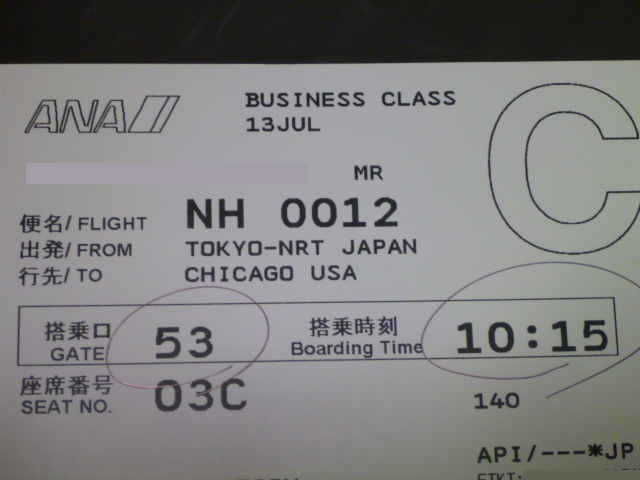 ANA
BUSINESS CLASS
13JUL
C
MR
便名/ FLIGHT NH 0012
出発/ FROM TOKYO-NRT JAPAN
行先/ TO CHICAGO USA
搭乗口 GATE 53 搭乗時刻 Boarding Time 10:15
座席番号 SEAT NO. 03C
140
API/---*JP